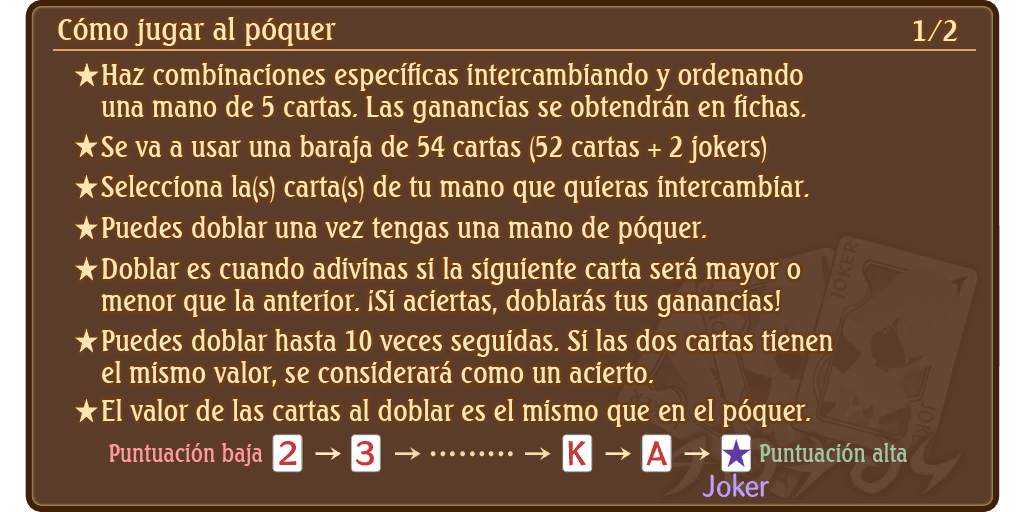 Cómo jugar al póquer 1/2
★Haz combinaciones específicas intercambiando y ordenando
una mano de 5 cartas. Las ganancias se obtendrán en fichas.
★Se va a usar una baraja de 54 cartas (52 cartas + 2 jokers)
★Selecciona la(s) carta(s) de tu mano que quieras intercambiar.
★Puedes doblar una vez tengas una mano de póquer.
★Doblar es cuando adivinas si la siguiente carta será mayor o
menor que la anterior. ¡Si aciertas, doblarás tus ganancias!
★Puedes doblar hasta 10 veces seguidas. Si las dos cartas tienen
el mismo valor, se considerará como un acierto.
★El valor de las cartas al doblar es el mismo que en el póquer.
Puntuación baja 2 → 3 → ········· → K → A → ★ Puntuación alta
Joker
JOKER
JOKER